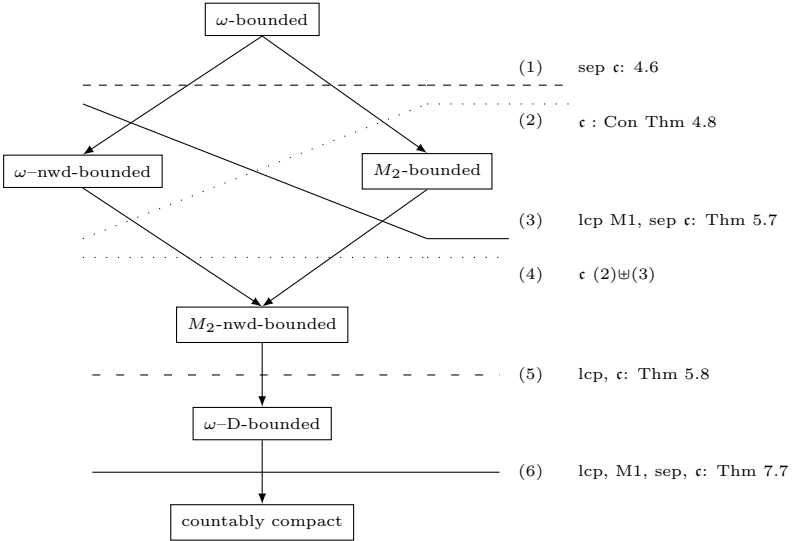 ω-bounded
(1) sep 𝔠: 4.6
(2) 𝔠 : Con Thm 4.8
ω–nwd-bounded
M₂-bounded
(3) lcp M1, sep 𝔠: Thm 5.7
(4) 𝔠 (2)⊎(3)
M₂-nwd-bounded
(5) lcp, 𝔠: Thm 5.8
ω–D-bounded
(6) lcp, M1, sep, 𝔠: Thm 7.7
countably compact